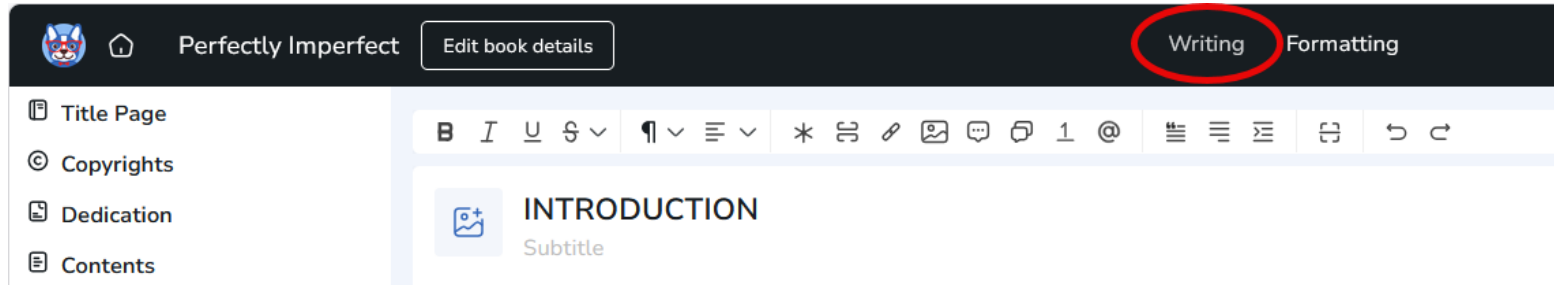 Perfectly Imperfect Edit book details Writing Formatting
Title Page
Copyrights
Dedication
Contents
B I U S ¶ 1 @
INTRODUCTION
Subtitle